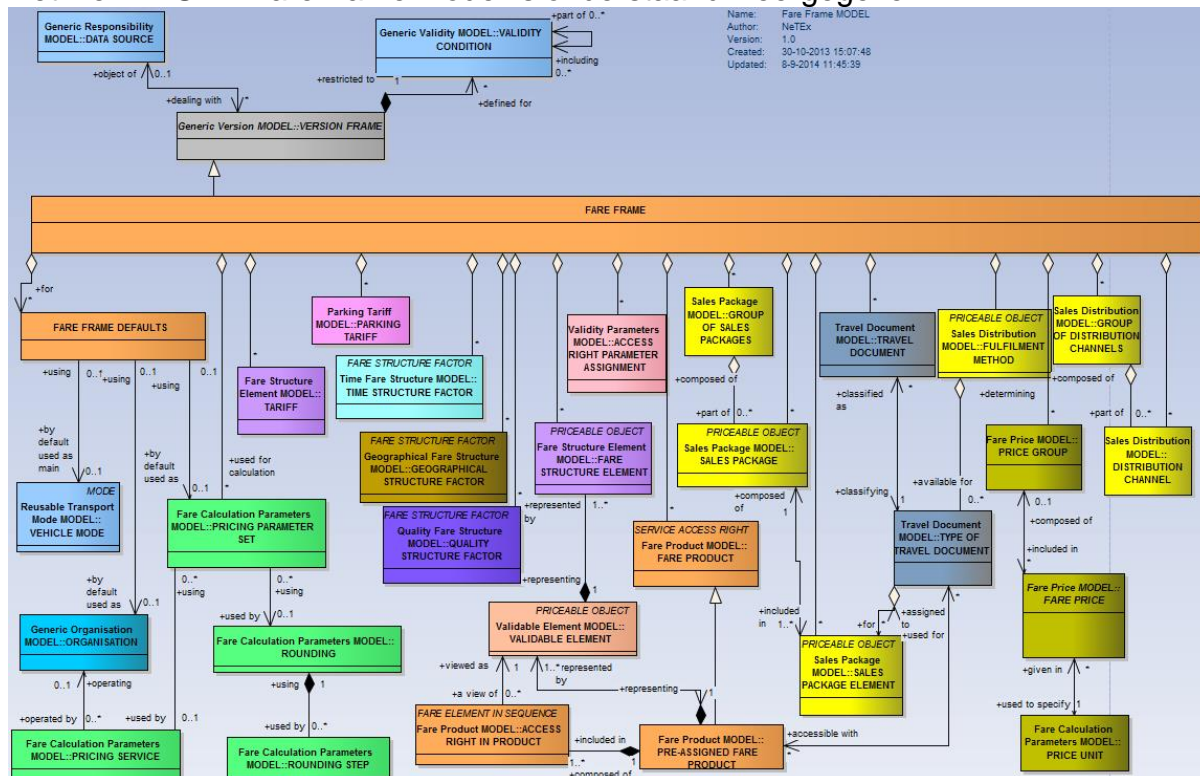 Name: Fare Frame MODEL
Author: NeTEx
Version: 1.0
Created: 30-10-2013 15:07:48
Updated: 8-9-2014 11:45:39
Generic Responsibility
MODEL::DATA SOURCE
+object of
0..1
+dealing with
*
Generic Validity MODEL::VALIDITY
CONDITION
+part of 0..*
+including
0..*
+restricted to
1
*
+defined for
Generic Version MODEL::VERSION FRAME
FARE FRAME
+for
*
FARE FRAME DEFAULTS
+using
0..1
+using
0..1
+using
0..1
+by
default
used as
main
0..1
+by
default
used as
0..1
+used for
calculation
*
MODE
Reusable Transport
Mode MODEL::
VEHICLE MODE
Fare Calculation Parameters
MODEL::PRICING PARAMETER
SET
+by
default
used as
0..1
0..*
+using
0..*
+using
Generic Organisation
MODEL::ORGANISATION
0..1
+operating
+operated by
0..*
+used by
0..1
Fare Calculation Parameters
MODEL::PRICING SERVICE
+used by
0..1
Fare Calculation Parameters MODEL::
ROUNDING
+using
1
+used by
0..*
Fare Calculation Parameters
MODEL::ROUNDING STEP
Fare Structure
Element MODEL::
TARIFF
Parking Tariff
MODEL::PARKING
TARIFF
FARE STRUCTURE FACTOR
Time Fare Structure MODEL::
TIME STRUCTURE FACTOR
FARE STRUCTURE FACTOR
Geographical Fare Structure
MODEL::GEOGRAPHICAL
STRUCTURE FACTOR
FARE STRUCTURE FACTOR
Quality Fare Structure
MODEL::QUALITY
STRUCTURE FACTOR
PRICEABLE OBJECT
Fare Structure Element
MODEL::FARE
STRUCTURE ELEMENT
+represented
by
1..*
+representing
1
Validity Parameters
MODEL::ACCESS
RIGHT PARAMETER
ASSIGNMENT
SERVICE ACCESS RIGHT
Fare Product MODEL::
FARE PRODUCT
PRICEABLE OBJECT
Validable Element MODEL::
VALIDABLE ELEMENT
+viewed as
1
+a view of
0..*
1..*
represented
by
+representing
1
FARE ELEMENT IN SEQUENCE
Fare Product MODEL::ACCESS
RIGHT IN PRODUCT
+included in
1..*
1
+composed of
Fare Product MODEL::
PRE-ASSIGNED FARE
PRODUCT
+accessible with
*
Sales Package
MODEL::GROUP
OF SALES
PACKAGES
+composed of
+part of
0..*
PRICEABLE OBJECT
Sales Package MODEL::
SALES PACKAGE
+composed
of
1
+included
in
1..*
PRICEABLE OBJECT
Sales Package
MODEL::SALES
PACKAGE ELEMENT
+for
*
+assigned
to
+used for
Travel Document
MODEL::TRAVEL
DOCUMENT
+classified
as
+classifying
1
Travel Document
MODEL::TYPE OF
TRAVEL DOCUMENT
+available for
0..*
PRICEABLE OBJECT
Sales Distribution
MODEL::FULFILMENT
METHOD
+determining
*
Fare Price MODEL::
PRICE GROUP
0..1
+composed of
+included in
*
Fare Price MODEL::
FARE PRICE
+given in
*
+used to specify
1
Fare Calculation
Parameters MODEL::
PRICE UNIT
Sales Distribution
MODEL::GROUP
OF DISTRIBUTION
CHANNELS
+composed of
+part of
0..*
Sales Distribution
MODEL::
DISTRIBUTION
CHANNEL